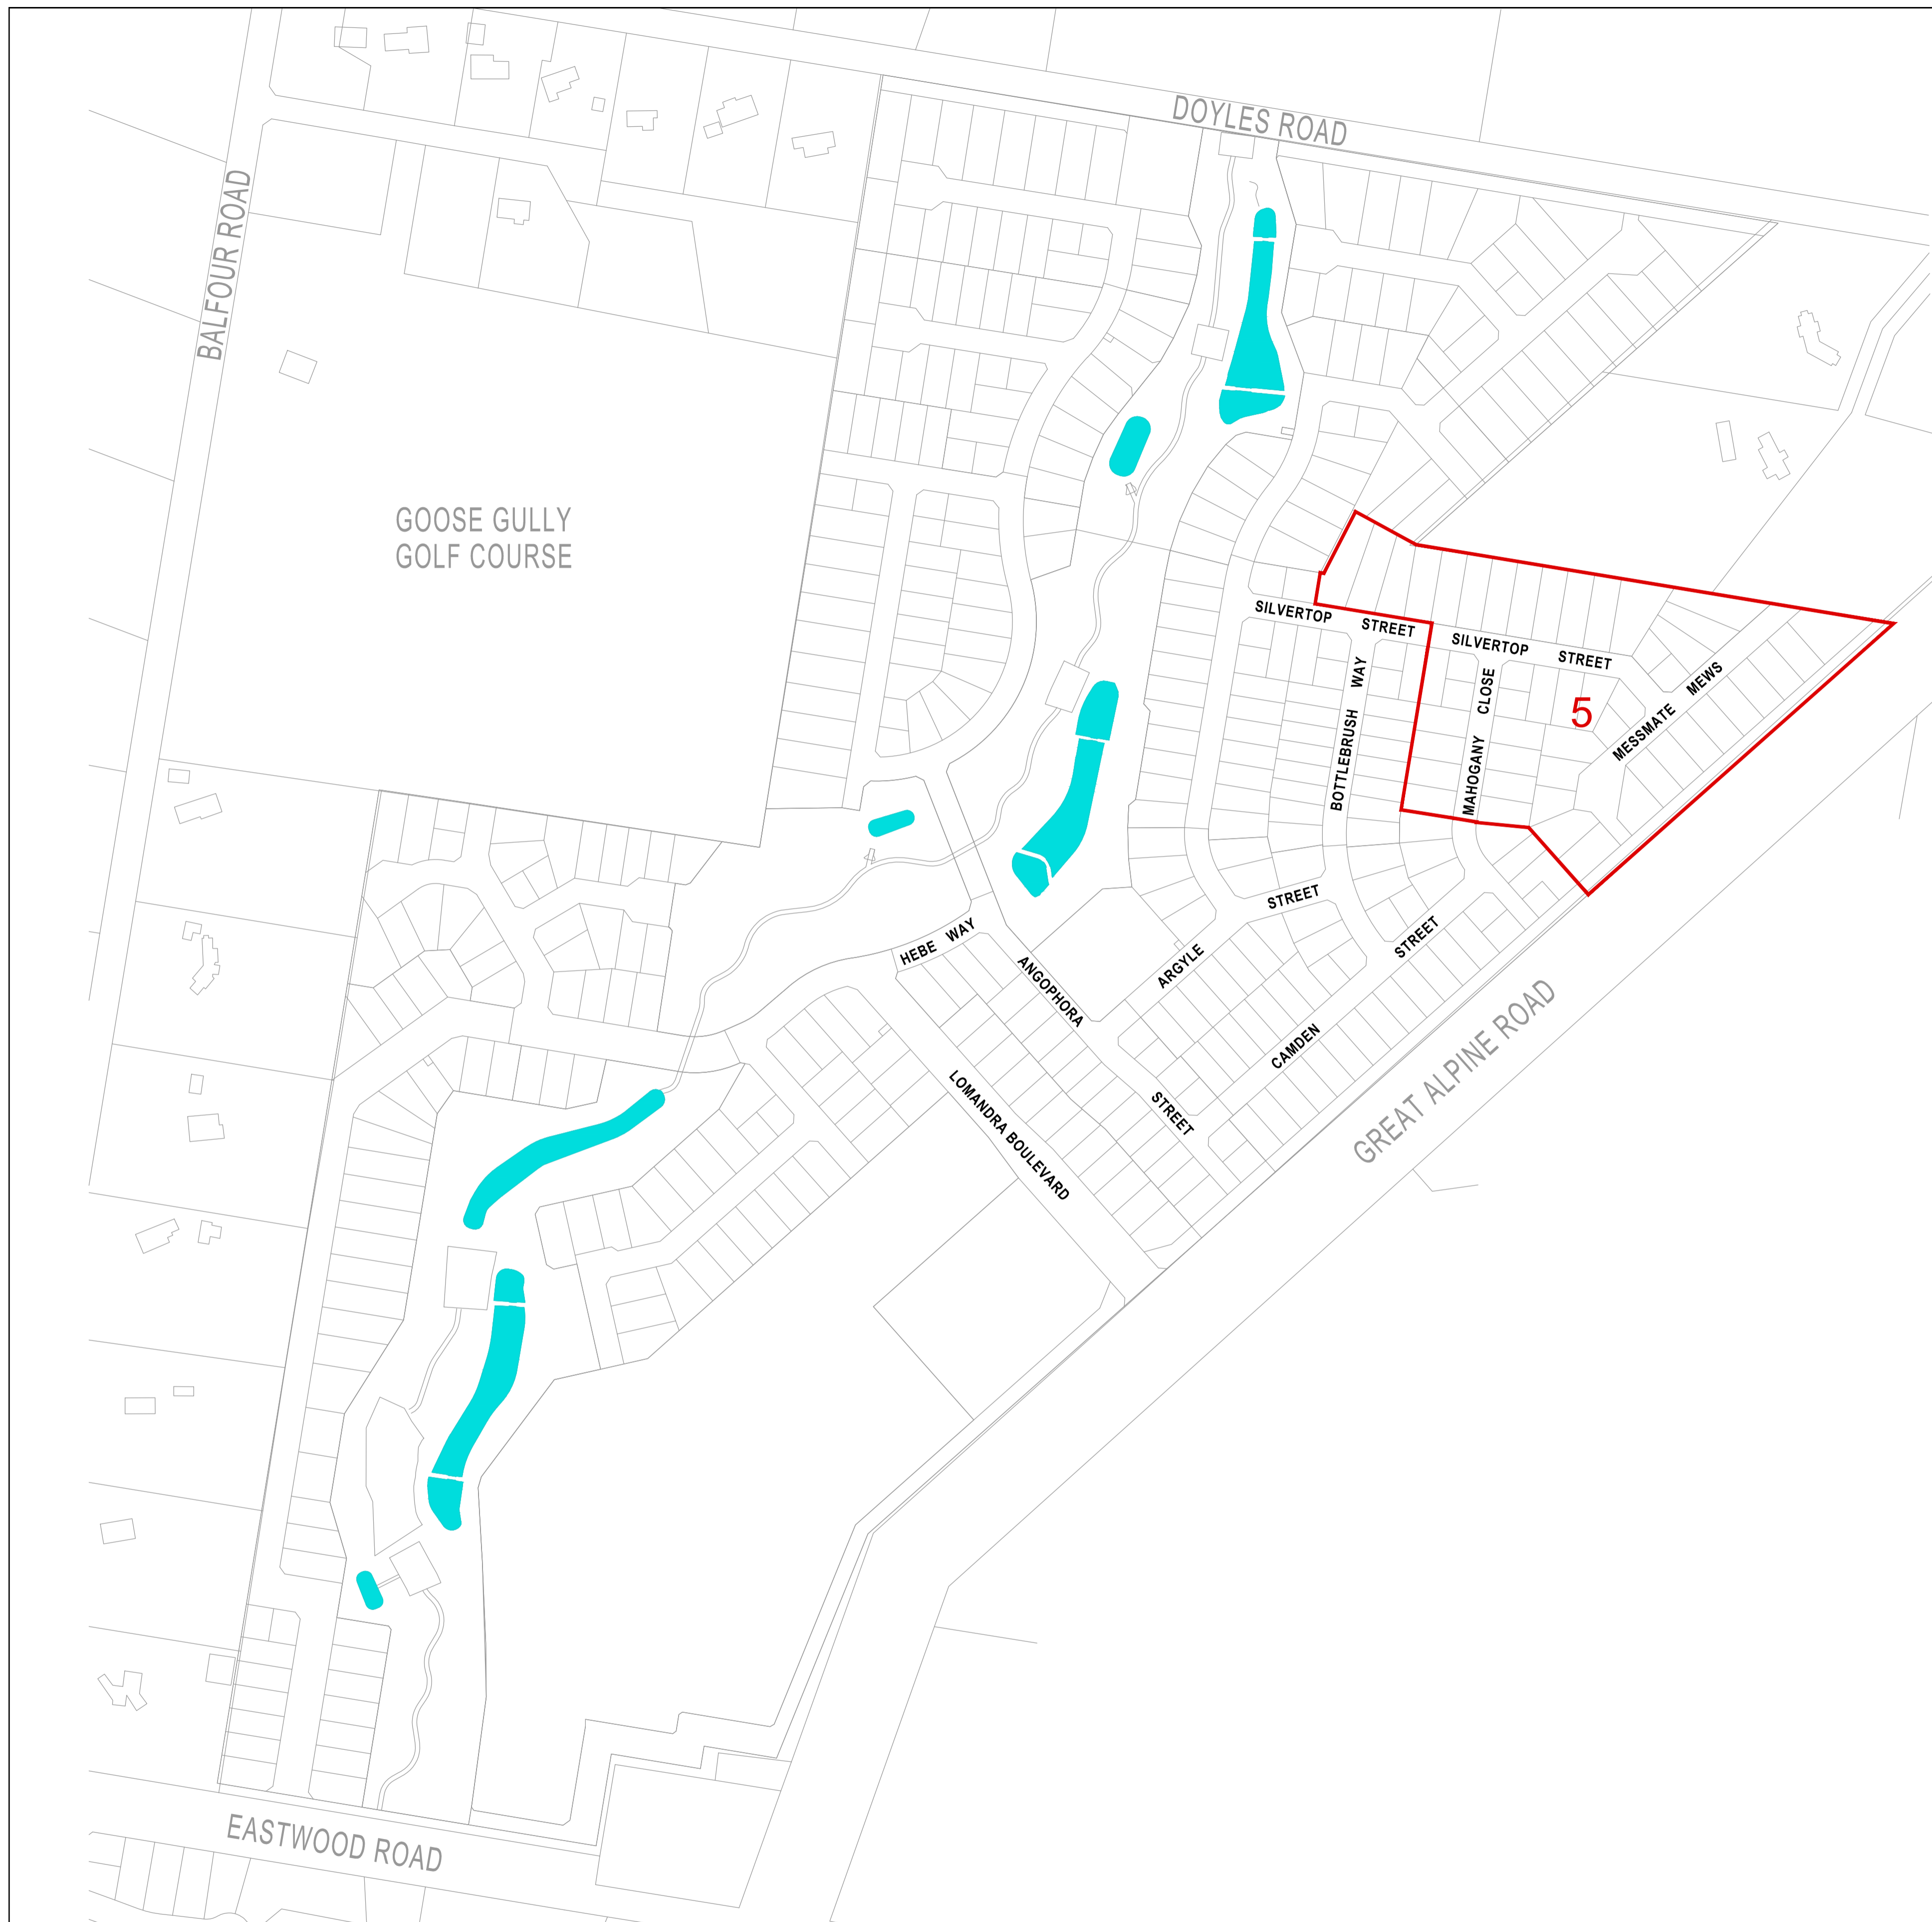 DOYLES ROAD
BALFOUR ROAD
GOOSE GULLY
GOLF COURSE
SILVERTOP STREET
SILVERTOP STREET
BOTTLEBRUSH WAY
MAHOGANY CLOSE
5
MESSMATE MEWS
HEBE WAY
ANGOPHORA STREET
ARGYLE STREET
CAMDEN STREET
LOMANDRA BOULEVARD
GREAT ALPINE ROAD
EASTWOOD ROAD